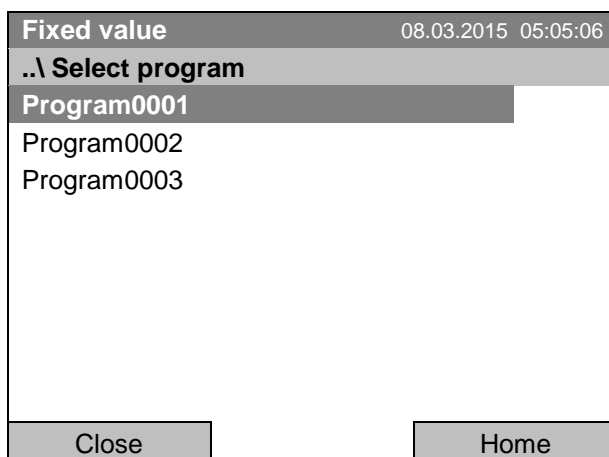 Fixed value 08.03.2015 05:05:06
..\ Select program
Program0001
Program0002
Program0003
Close Home